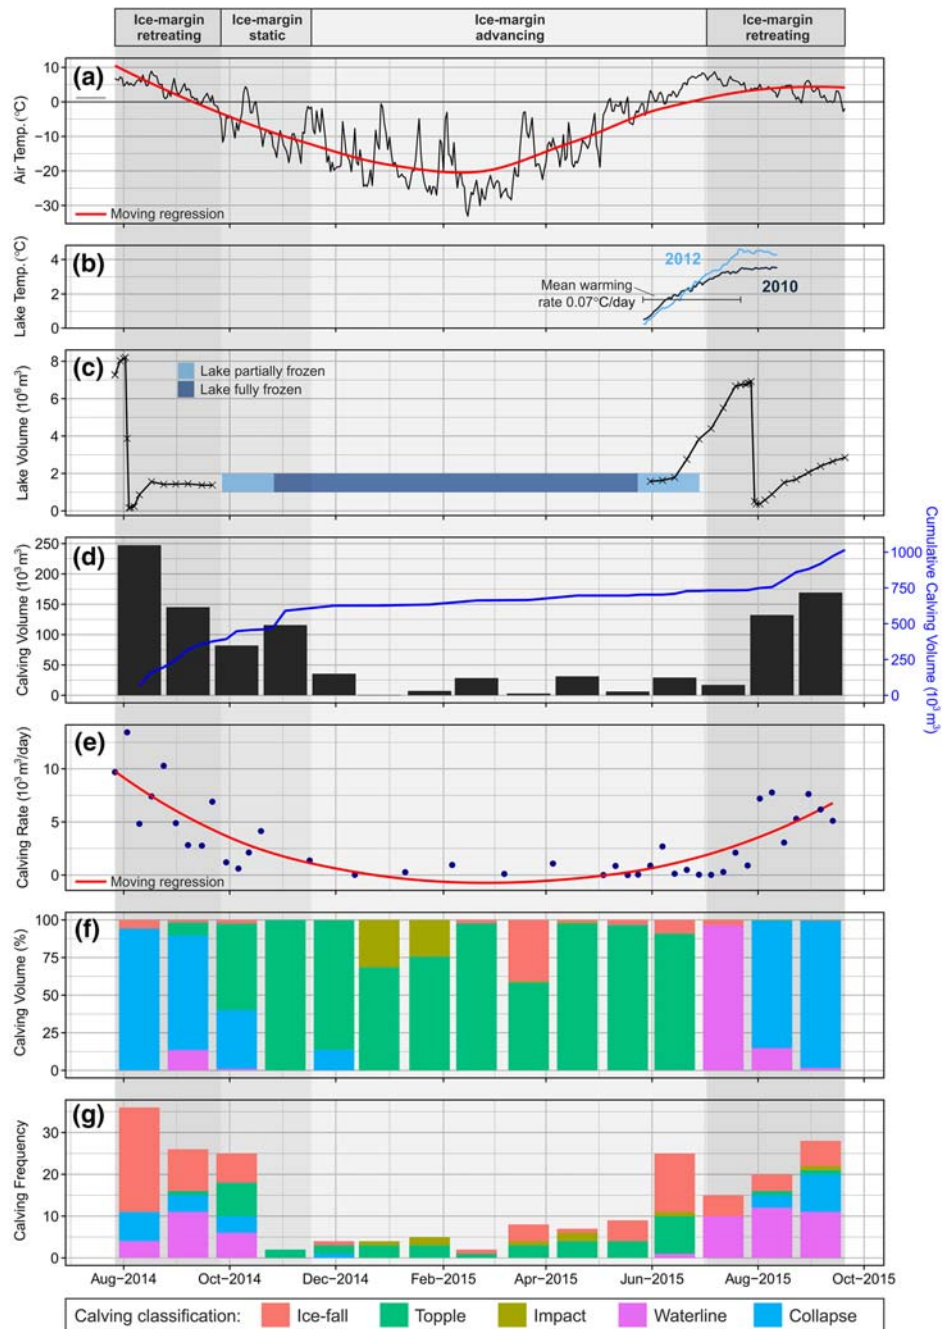 Ice-margin retreating
Ice-margin static
Ice-margin advancing
Ice-margin retreating
(a)
Air Temp. (°C)
10
0
−10
−20
−30
Moving regression
(b)
Lake Temp. (°C)
4
2
0
Mean warming
rate 0.07°C/day
2012
2010
(c)
Lake Volume (10⁶ m³)
8
6
4
2
0
Lake partially frozen
Lake fully frozen
(d)
Calving Volume (10³ m³)
250
200
150
100
50
0
Cumulative Calving
Volume (10³ m³)
1000
750
500
250
0
(e)
Calving Rate (10³ m³/day)
10
5
0
Moving regression
(f)
Calving Volume (%)
100
75
50
25
0
(g)
Calving Frequency
30
20
10
0
Aug−2014 Oct−2014 Dec−2014 Feb−2015 Apr−2015 Jun−2015 Aug−2015 Oct−2015
Calving classification: Ice-fall Topple Impact Waterline Collapse